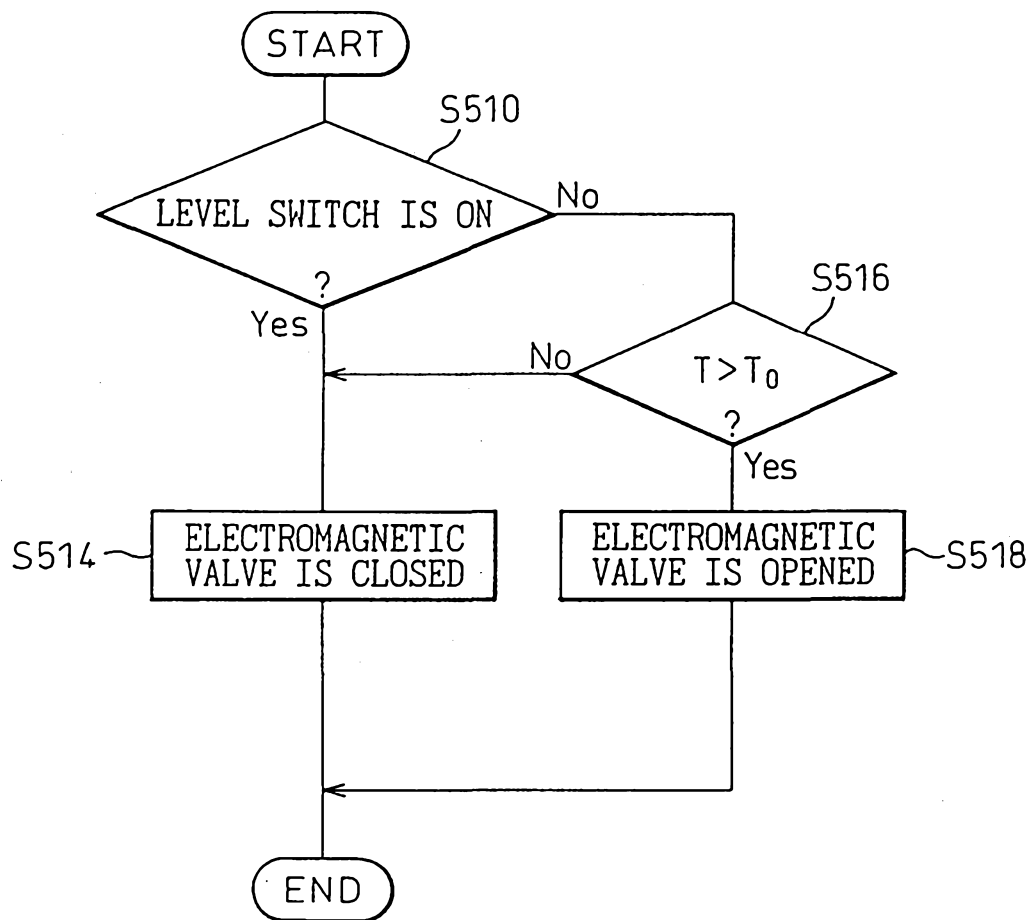 START
S510
LEVEL SWITCH IS ON
?
No
Yes
S516
T>T₀
?
No
Yes
S514
ELECTROMAGNETIC
VALVE IS CLOSED
ELECTROMAGNETIC
VALVE IS OPENED
S518
END